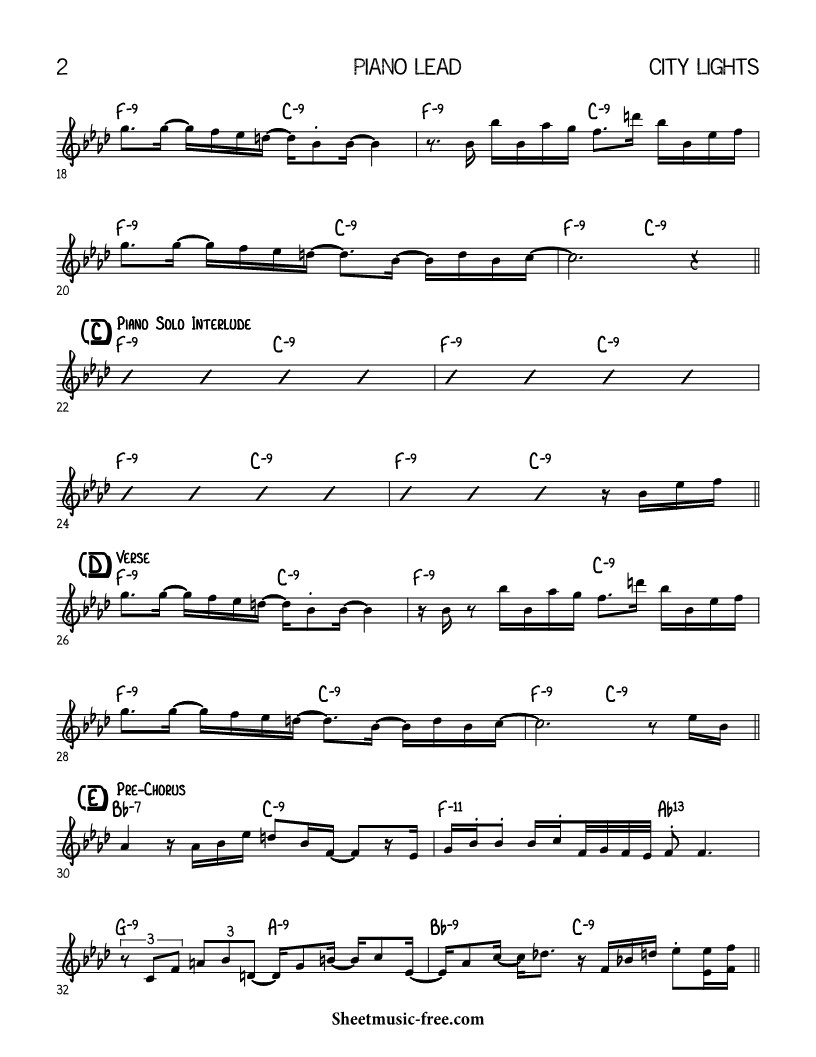 2 PIANO LEAD CITY LIGHTS
F-9 C-9 F-9 C-9
18
F-9 C-9 F-9 C-9
20
(C) PIANO SOLO INTERLUDE
F-9 C-9 F-9 C-9
22
F-9 C-9 F-9 C-9
24
(D) VERSE
F-9 C-9 F-9 C-9
26
F-9 C-9 F-9 C-9
28
(E) PRE-CHORUS
Bb-7 C-9 F-11 Ab13
30
G-9 A-9 Bb-9 C-9
3 3
32
Sheetmusic-free.com